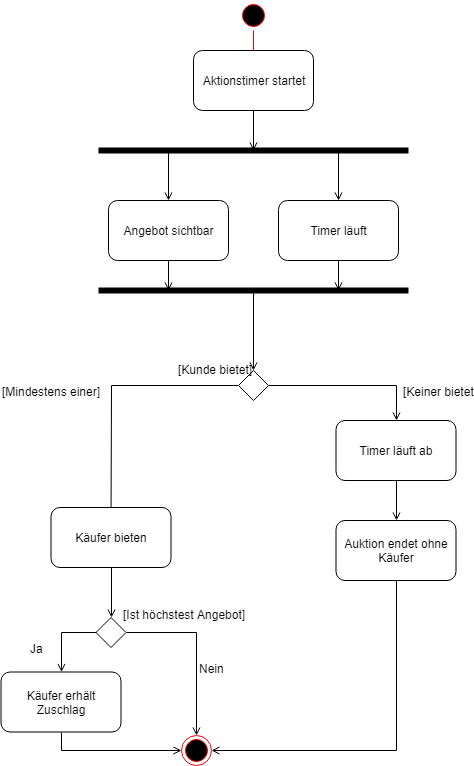 Aktionstimer startet
Angebot sichtbar
Timer läuft
[Kunde bietet]
[Mindestens einer]
[Keiner bietet
Timer läuft ab
Käufer bieten
Auktion endet ohne
Käufer
[Ist höchstest Angebot]
Ja
Nein
Käufer erhält
Zuschlag